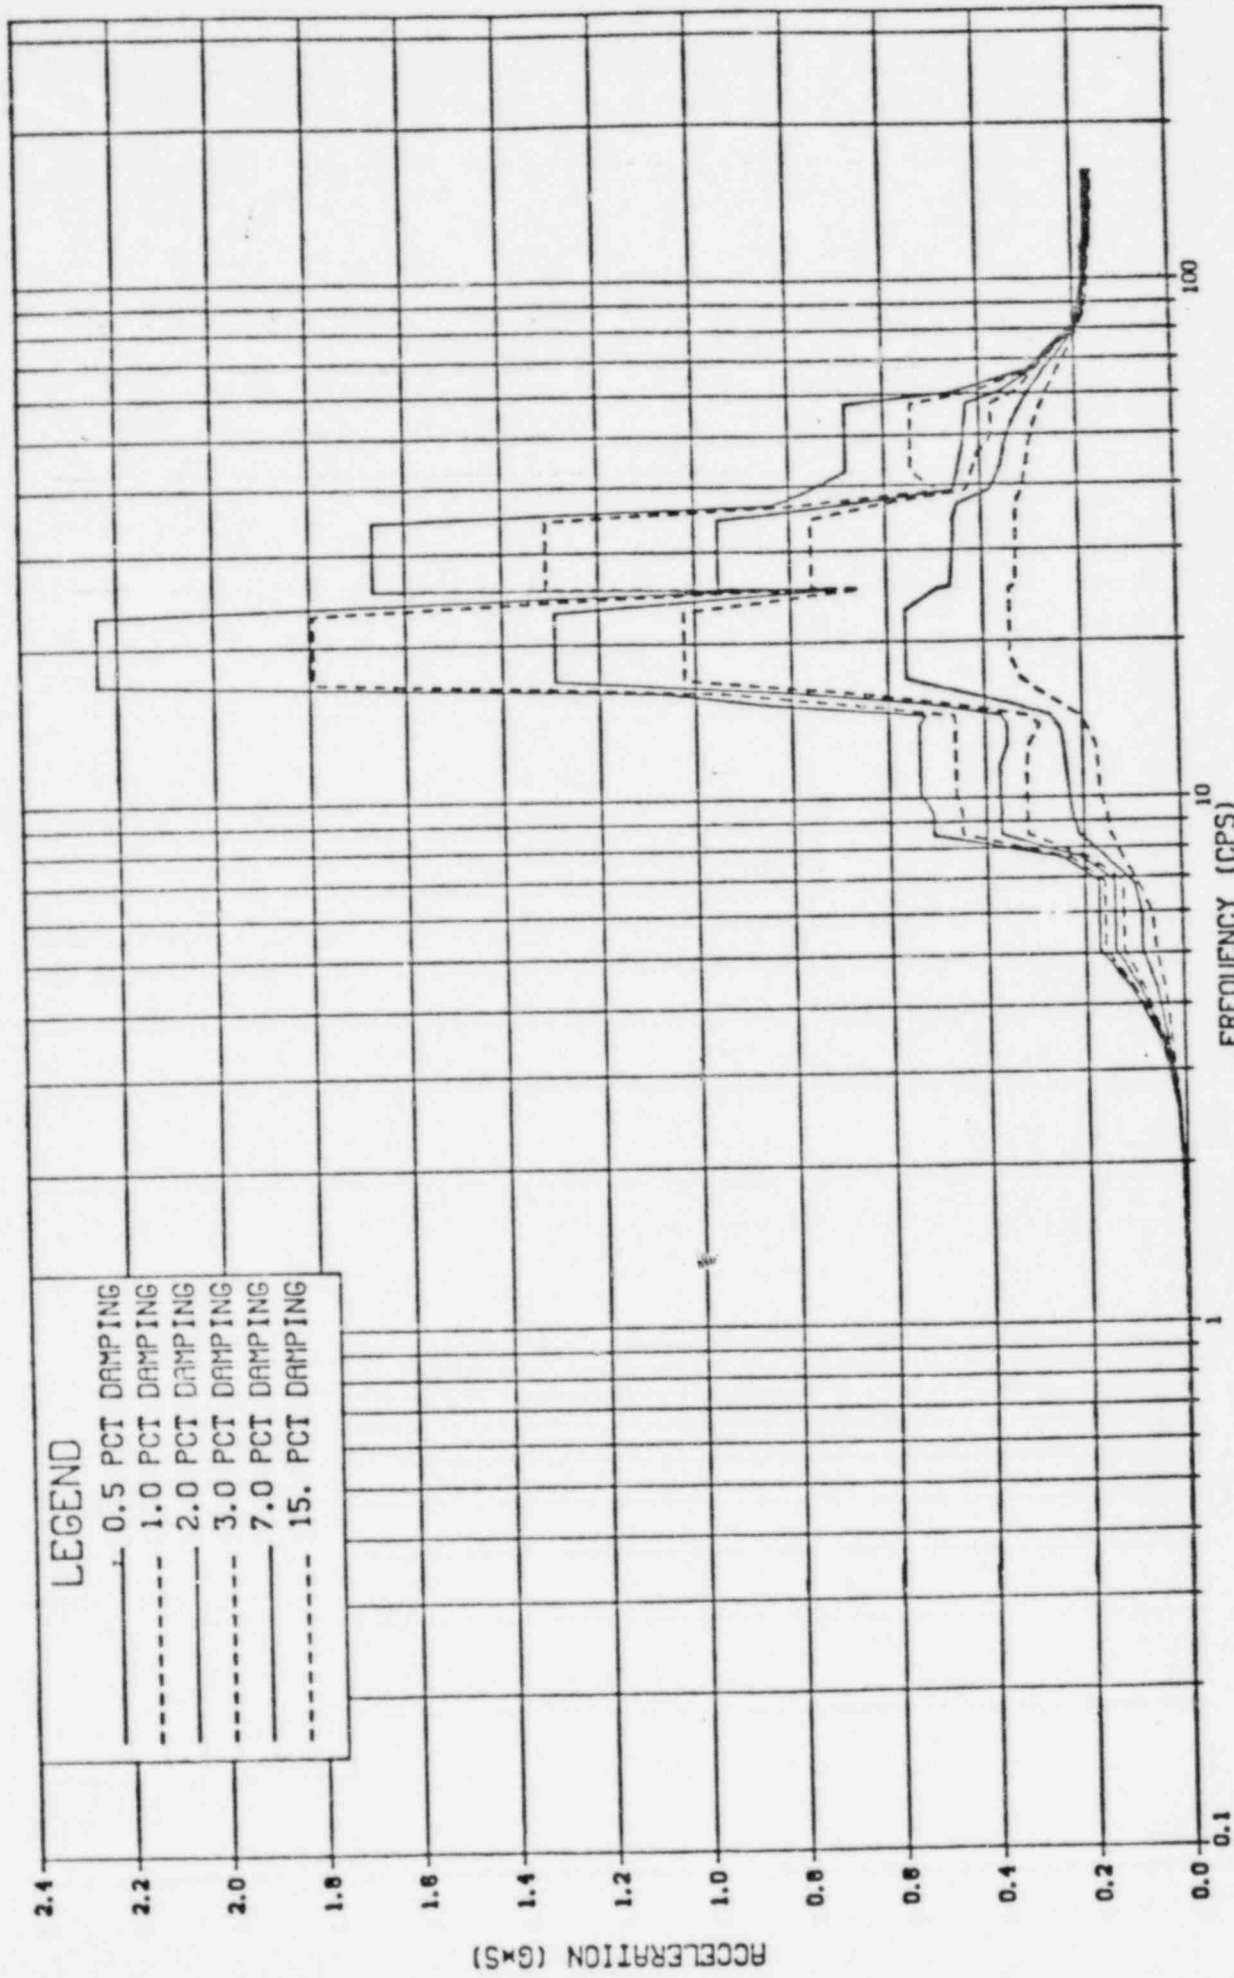 LEGEND
0.5 PCT DAMPING
1.0 PCT DAMPING
2.0 PCT DAMPING
3.0 PCT DAMPING
7.0 PCT DAMPING
15. PCT DAMPING
2.4
2.2
2.0
1.8
1.6
1.4
1.2
1.0
0.8
0.6
0.4
0.2
0.0
ACCELERATION (G*S)
0.1
1
10
100
FREQUENCY (CPS)